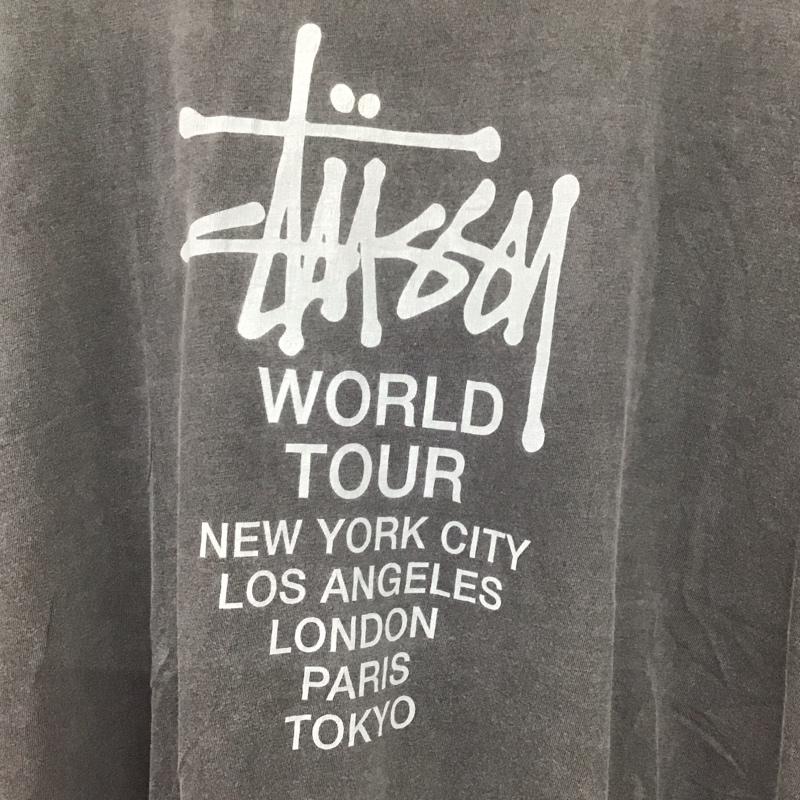 Stüssy
WORLD
TOUR
NEW YORK CITY
LOS ANGELES
LONDON
PARIS
TOKYO